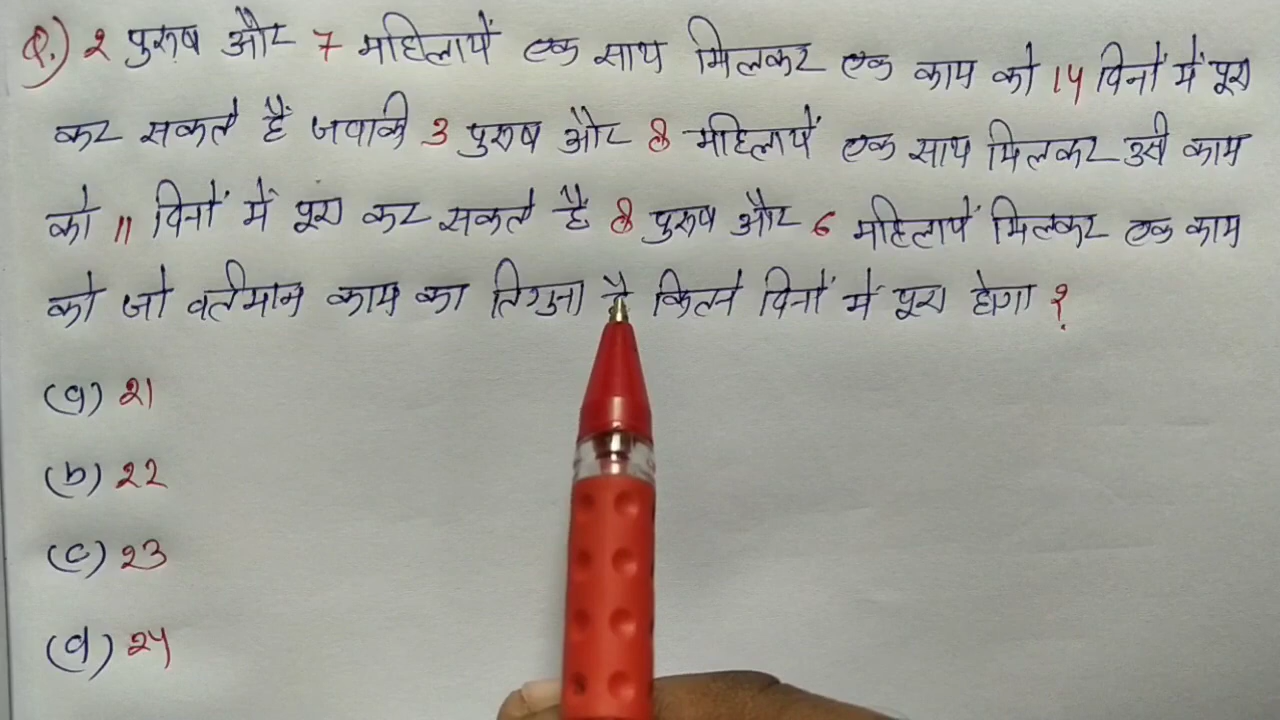 Q.) 2 पुरुष और 7 महिलायें एक साथ मिलकर एक काम को 14 दिनों में पूरा
कर सकते हैं जबकि 3 पुरुष और 8 महिलायें एक साथ मिलकर उसी काम
को 11 दिनों में पूरा कर सकते हैं 8 पुरुष और 6 महिलायें मिलकर एक काम
को जो वर्तमान काम का तिगुना है कितने दिनों में पूरा होगा ?
(a) 21
(b) 22
(c) 23
(d) 24